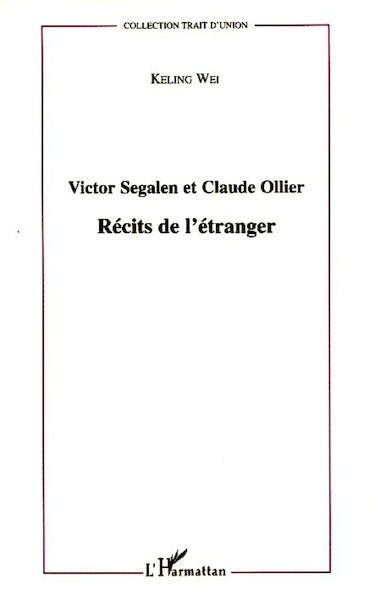 COLLECTION TRAIT D'UNION
KELING WEI
Victor Segalen et Claude Ollier
Récits de l'étranger
L'Harmattan